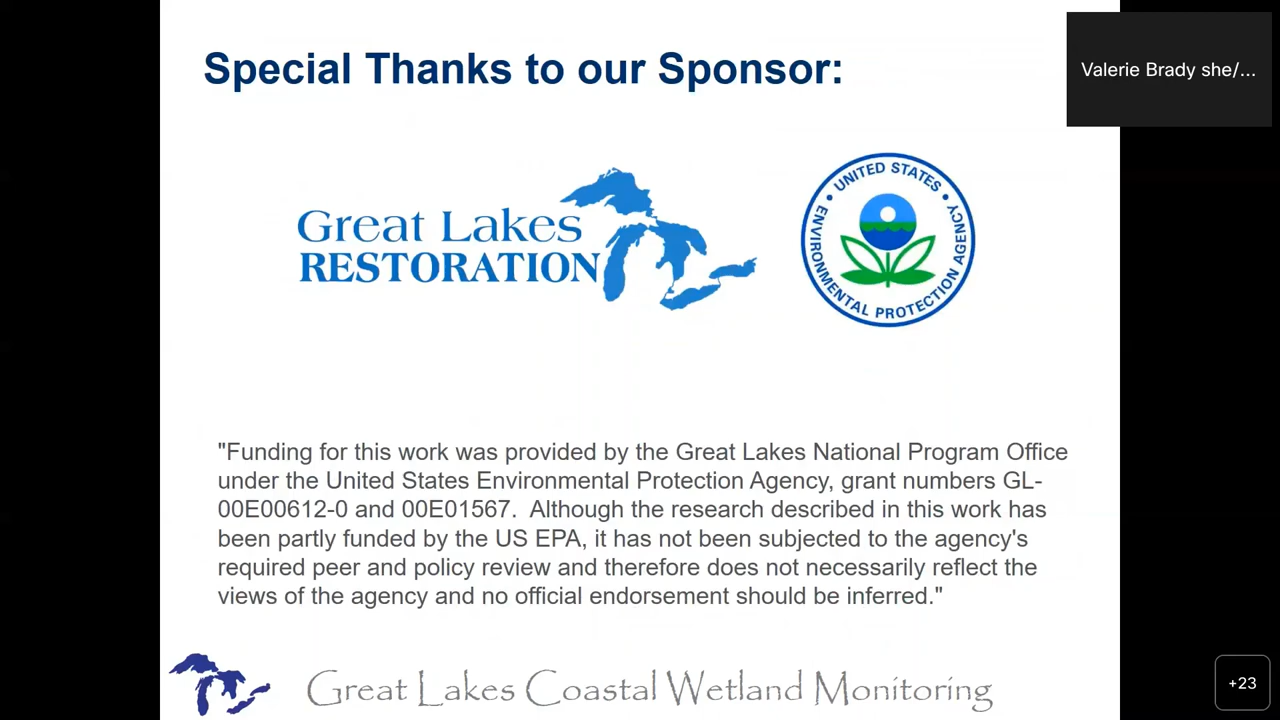 Special Thanks to our Sponsor:
Valerie Brady she/...
Great Lakes
RESTORATION
UNITED STATES
ENVIRONMENTAL PROTECTION AGENCY
"Funding for this work was provided by the Great Lakes National Program Office
under the United States Environmental Protection Agency, grant numbers GL-
00E00612-0 and 00E01567.  Although the research described in this work has
been partly funded by the US EPA, it has not been subjected to the agency's
required peer and policy review and therefore does not necessarily reflect the
views of the agency and no official endorsement should be inferred."
Great Lakes Coastal Wetland Monitoring
+23